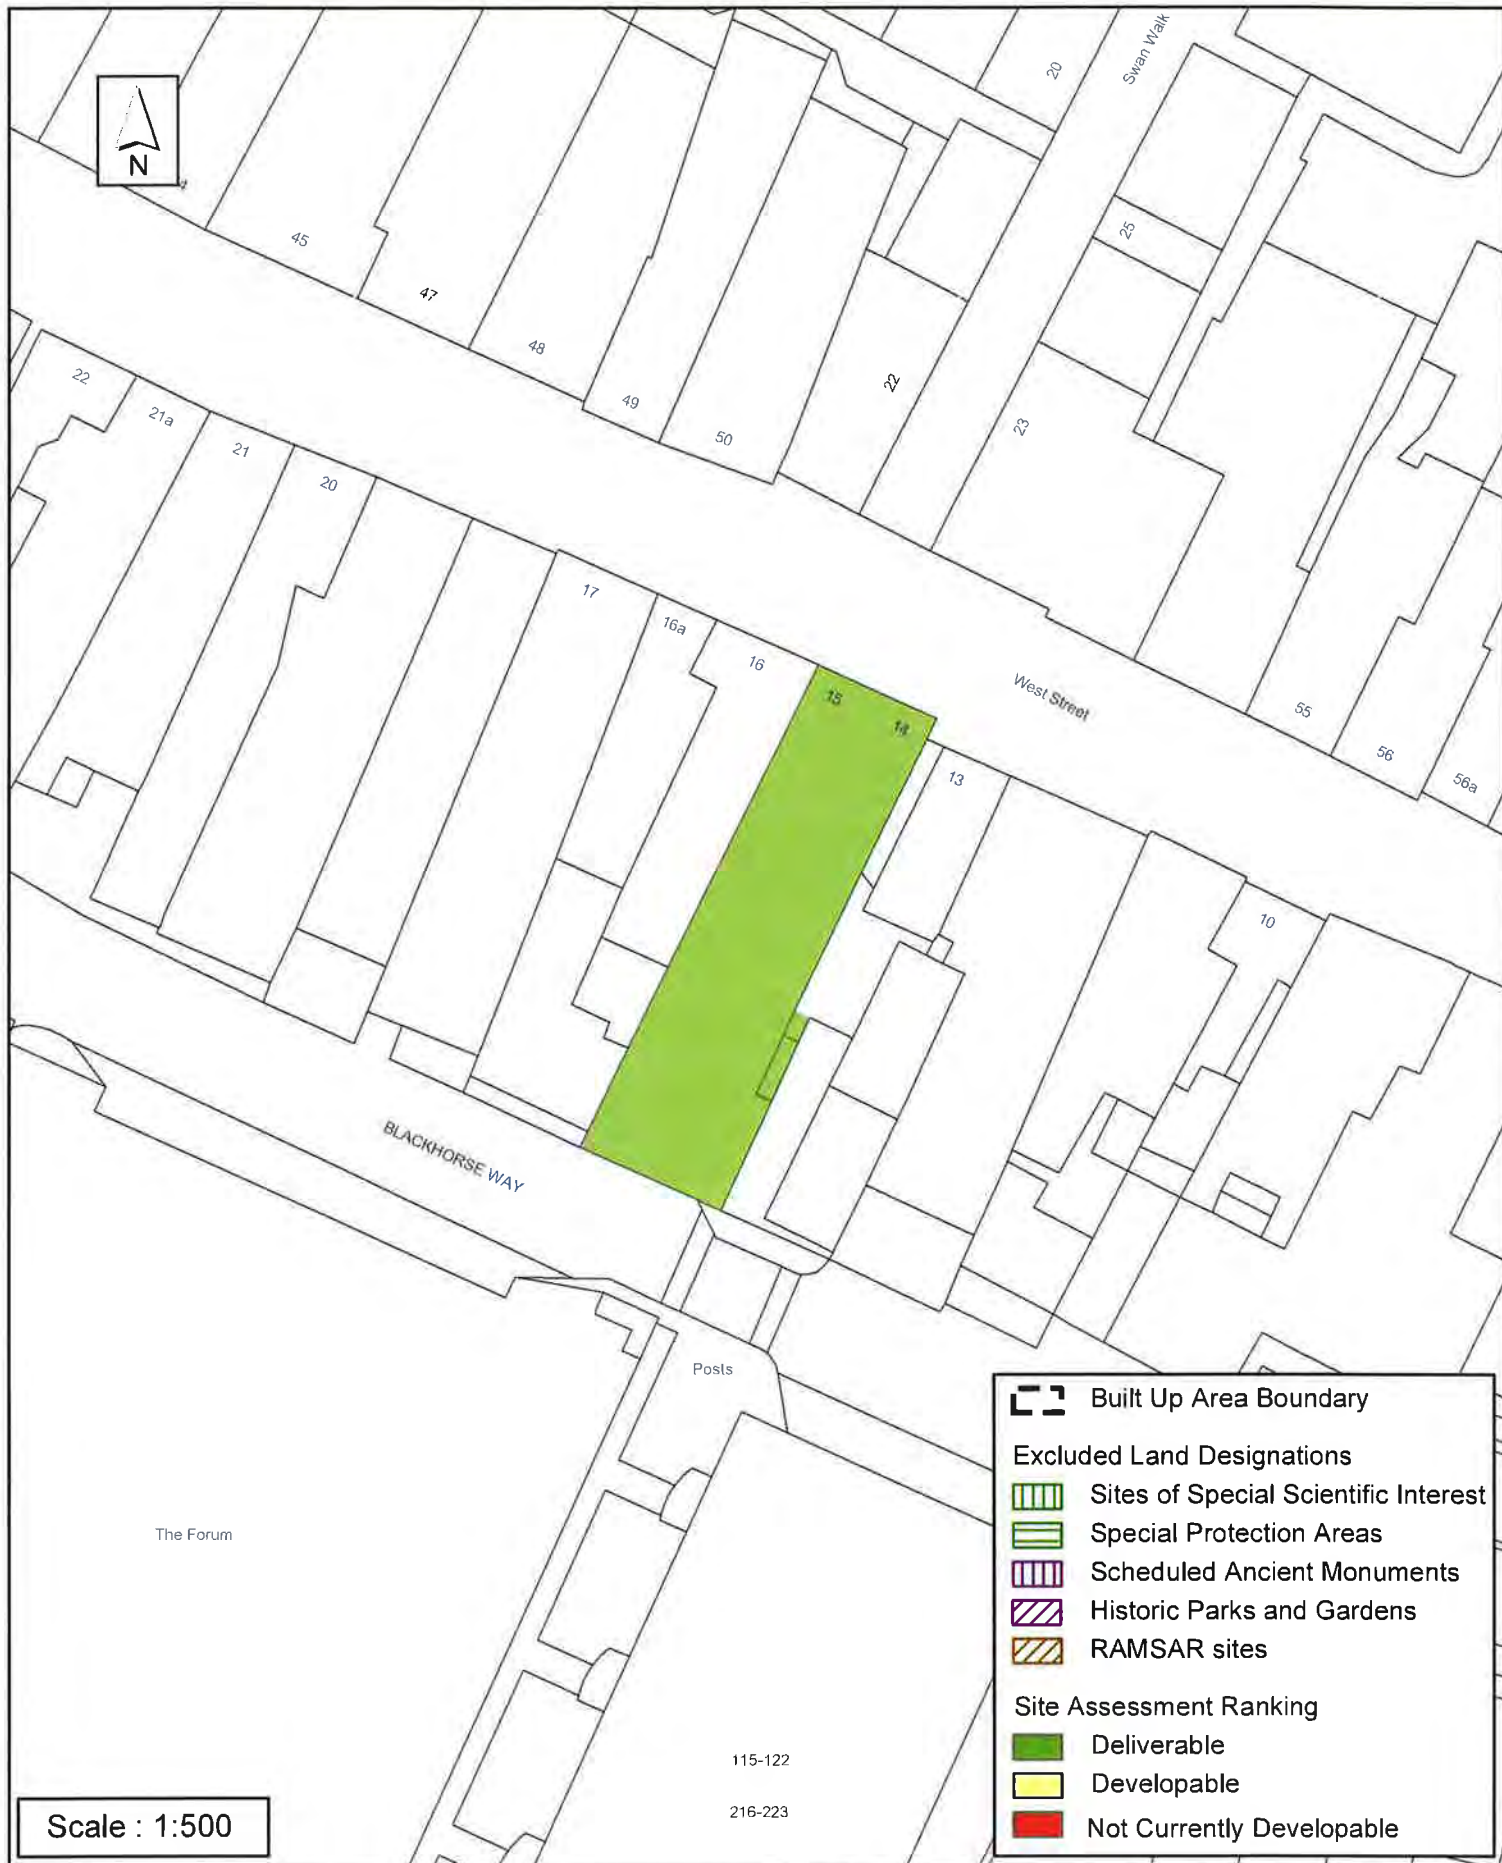 Swan Walk
20
N
4
45
25
47
48
22
22
49
21a
23
50
21
20
17
16a
16
West Street
15
55
14
56
13
56a
10
BLACKHORSE WAY
Posts
Built Up Area Boundary
Excluded Land Designations
Sites of Special Scientific Interest
The Forum
Special Protection Areas
Scheduled Ancient Monuments
Historic Parks and Gardens
RAMSAR sites
Site Assessment Ranking
Deliverable
115-122
Developable
216-223
Scale : 1:500
Not Currently Developable